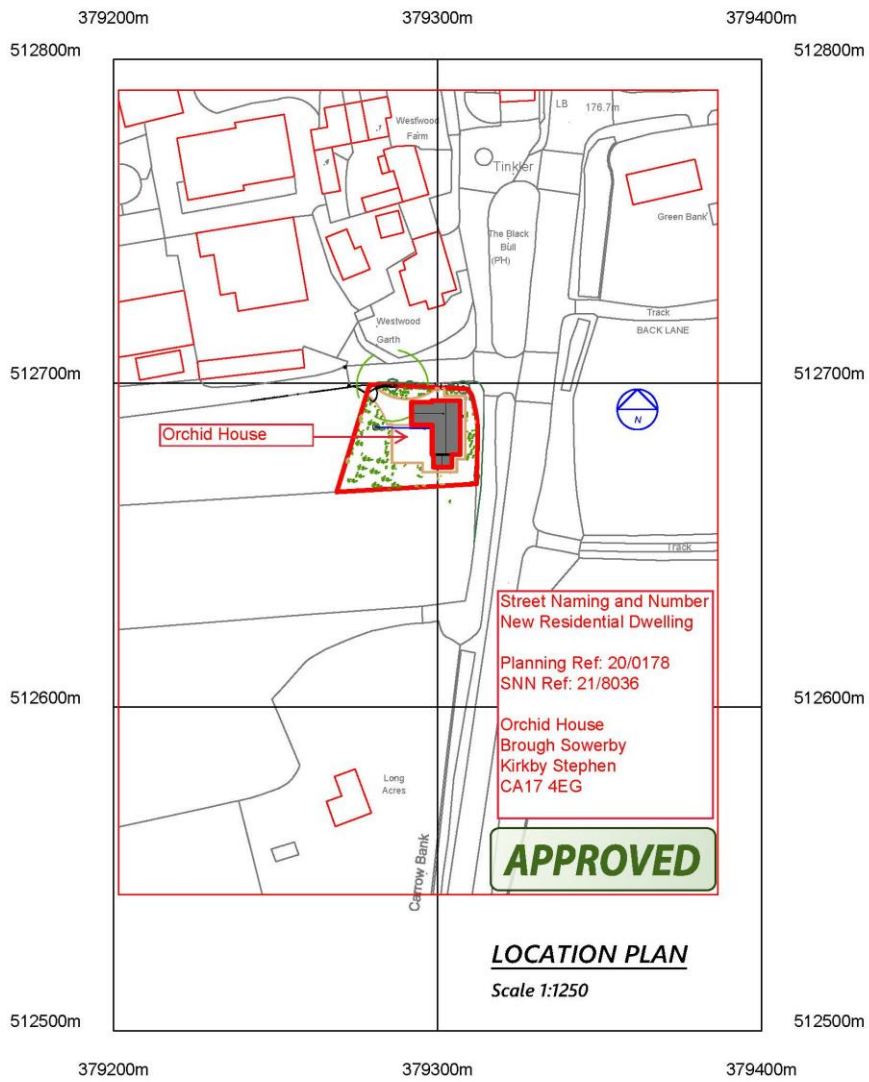 379200m
379300m
379400m
512800m
512800m
LB
176.7m
Westwood
Farm
Tinkler
Green Bank
The Black
Bull
(PH)
Track
BACK LANE
Westwood
Garth
512700m
512700m
N
Orchid House
Track
Street Naming and Number
New Residential Dwelling
Planning Ref: 20/0178
SNN Ref: 21/8036
Orchid House
Brough Sowerby
Kirkby Stephen
CA17 4EG
512600m
512600m
Long
Acres
Carrow Bank
APPROVED
LOCATION PLAN
Scale 1:1250
512500m
512500m
379200m
379300m
379400m